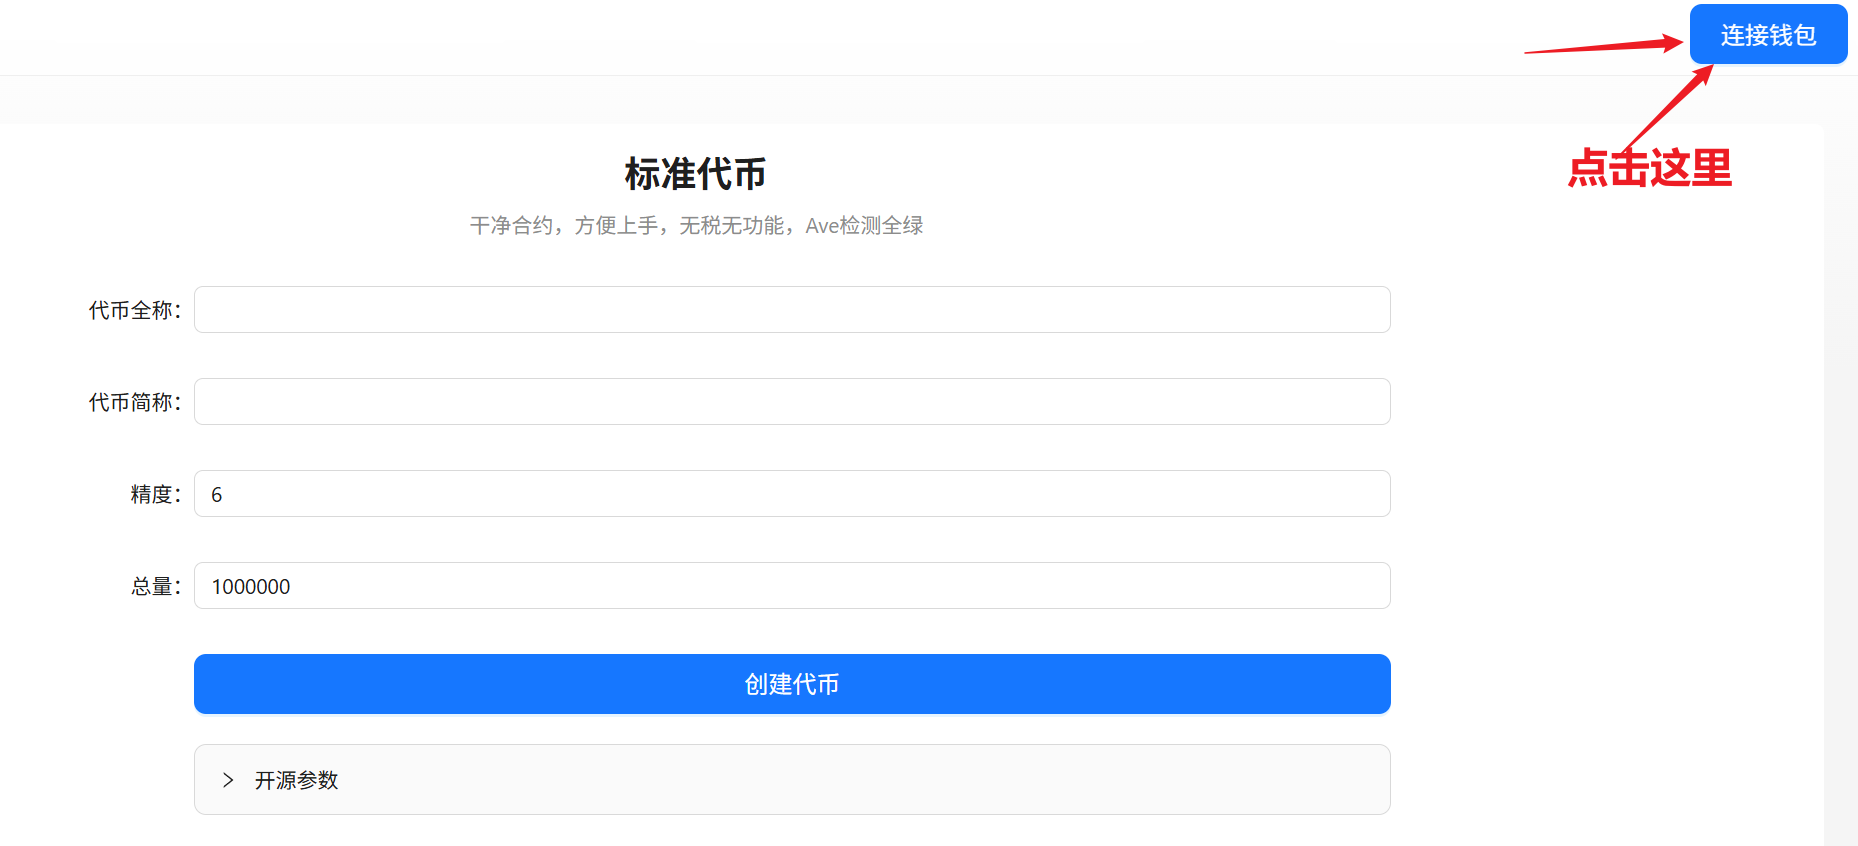 连接钱包
点击这里
标准代币
干净合约，方便上手，无税无功能，Ave检测全绿
代币全称：
代币简称：
精度： 6
总量： 1000000
创建代币
开源参数